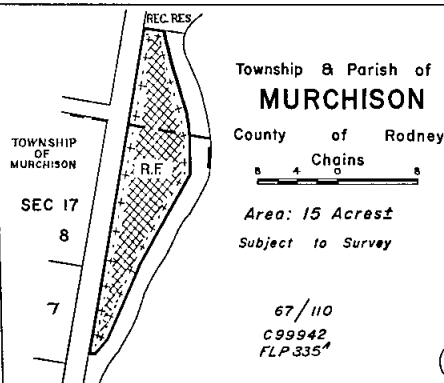 REC. RES.
Township & Parish of
MURCHISON
County of Rodney
Chains
8 4 0 8
Area: 15 Acres±
Subject to Survey
TOWNSHIP
OF
MURCHISON
SEC 17
8
7
R.F.
67/110
C99942
FLP 335A